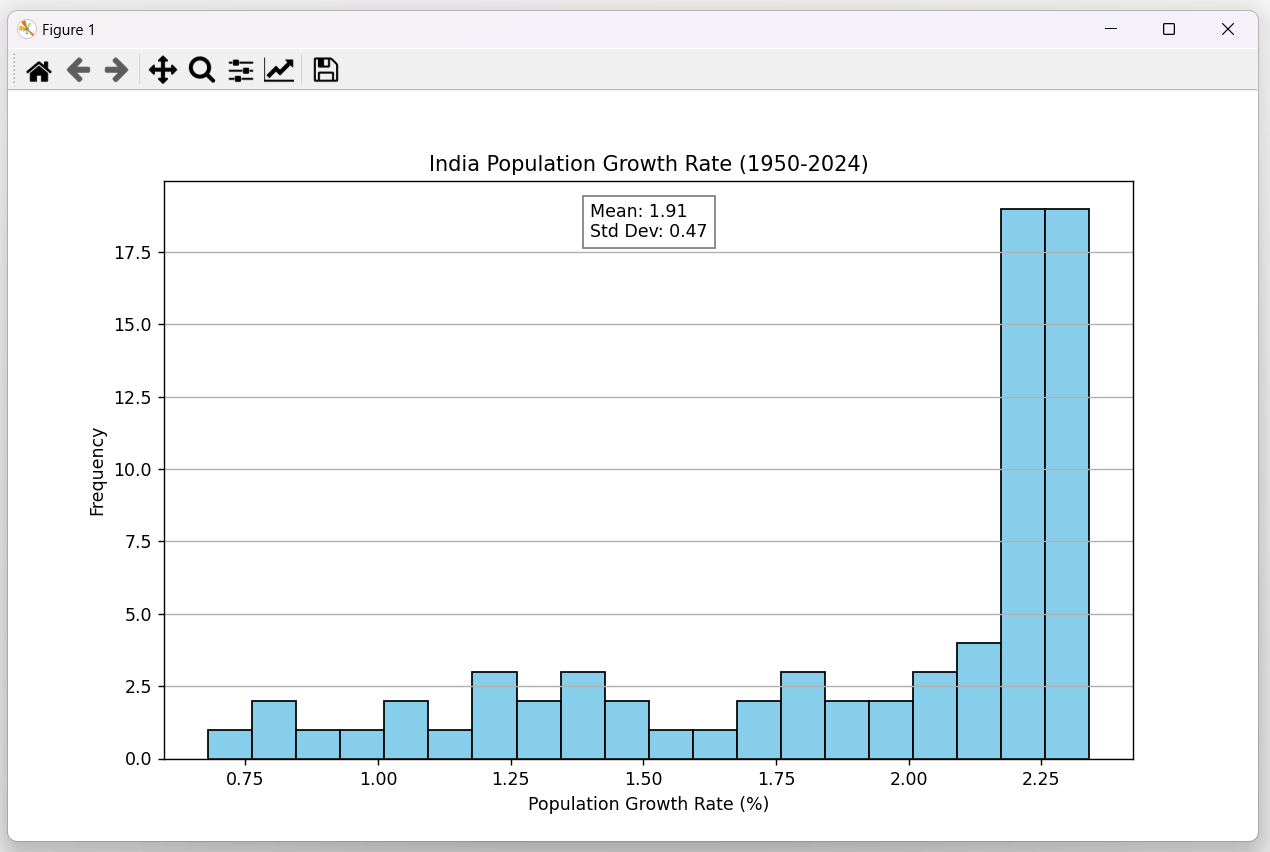 Figure 1
India Population Growth Rate (1950-2024)
Mean: 1.91
Std Dev: 0.47
17.5
15.0
12.5
10.0
7.5
5.0
2.5
0.0
Frequency
0.75 1.00 1.25 1.50 1.75 2.00 2.25
Population Growth Rate (%)